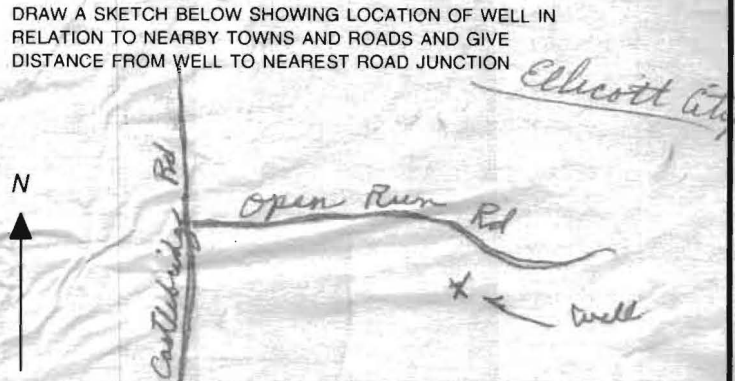 DRAW A SKETCH BELOW SHOWING LOCATION OF WELL IN
RELATION TO NEARBY TOWNS AND ROADS AND GIVE
DISTANCE FROM WELL TO NEAREST ROAD JUNCTION
Ellicott City
N
Castlebridge Rd
Open Run Rd
X
Well